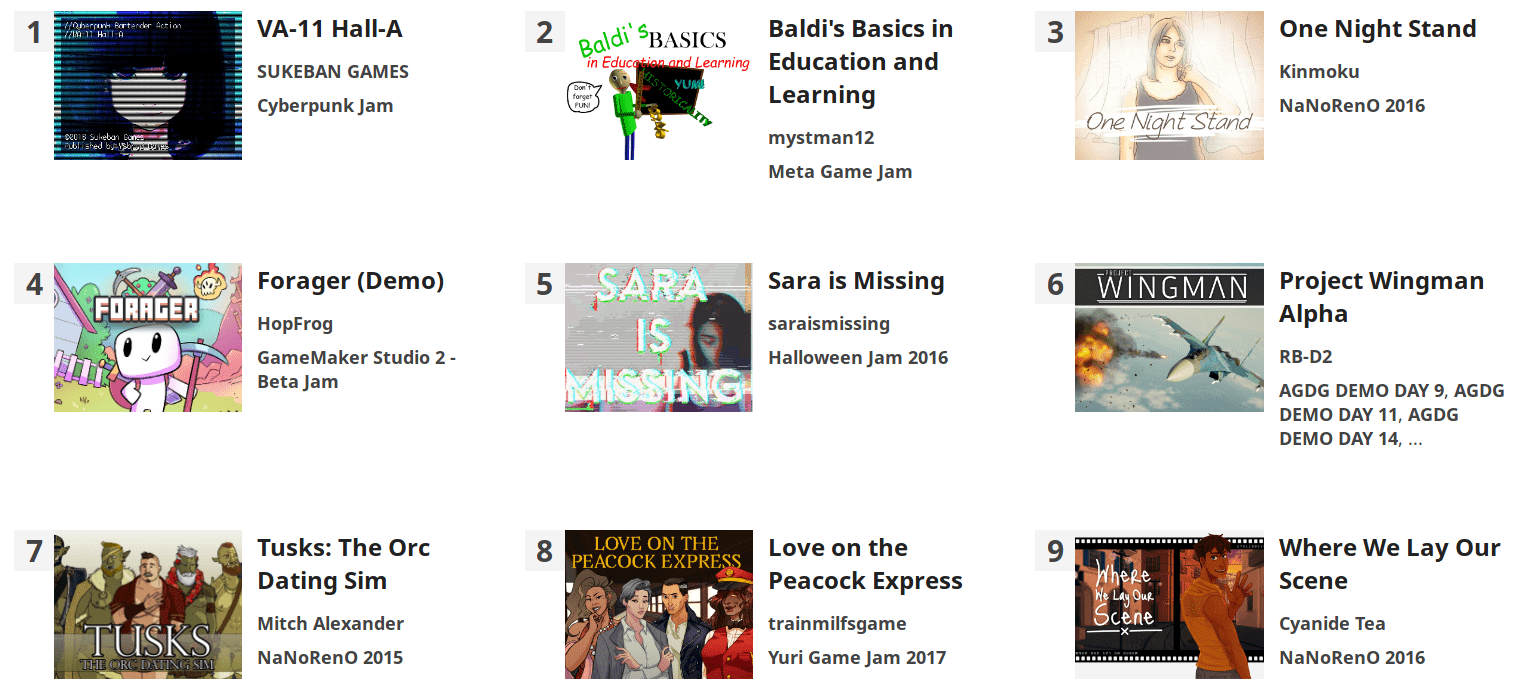 1
//Cyberpunk Bartender Action
//VA-11 Hall-A
©2016 Sukeban Games
VA-11 Hall-A
SUKEBAN GAMES
Cyberpunk Jam
2
Baldi's BASICS
in Education and Learning
Don't
forget
FUN!
HISTORICALITY
YUM!
Baldi's Basics in
Education and
Learning
mystman12
Meta Game Jam
3
One Night Stand
One Night Stand
Kinmoku
NaNoRenO 2016
4
FORAGER
Forager (Demo)
HopFrog
GameMaker Studio 2 -
Beta Jam
5
SARA
IS
MISSING
Sara is Missing
saraismissing
Halloween Jam 2016
6
PROJECT
WINGMAN
Project Wingman
Alpha
RB-D2
AGDG DEMO DAY 9, AGDG
DEMO DAY 11, AGDG
DEMO DAY 14, ...
7
TUSKS
THE ORC DATING SIM
Tusks: The Orc
Dating Sim
Mitch Alexander
NaNoRenO 2015
8
LOVE ON THE
PEACOCK EXPRESS
Love on the
Peacock Express
trainmilfsgame
Yuri Game Jam 2017
9
Where
We Lay Our
Scene
Where We Lay Our
Scene
Cyanide Tea
NaNoRenO 2016